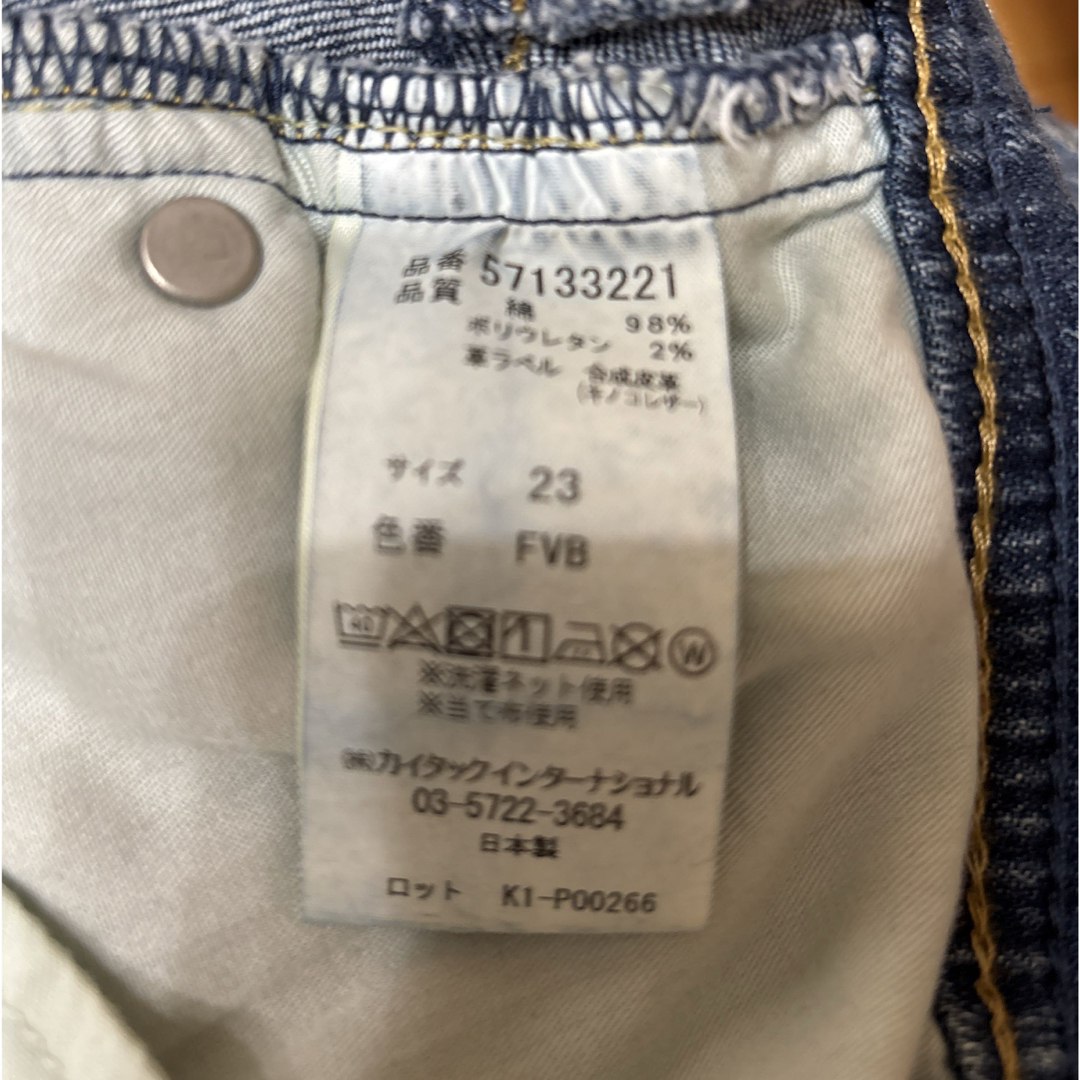 品番 57133221
品質 綿 98%
ポリウレタン 2%
革ラベル 合成皮革
(キノコレザー)
サイズ 23
色番 FVB
40
W
※洗濯ネット使用
※当て布使用
㈱カイタックインターナショナル
03-5722-3684
日本製
ロット K1-P00266